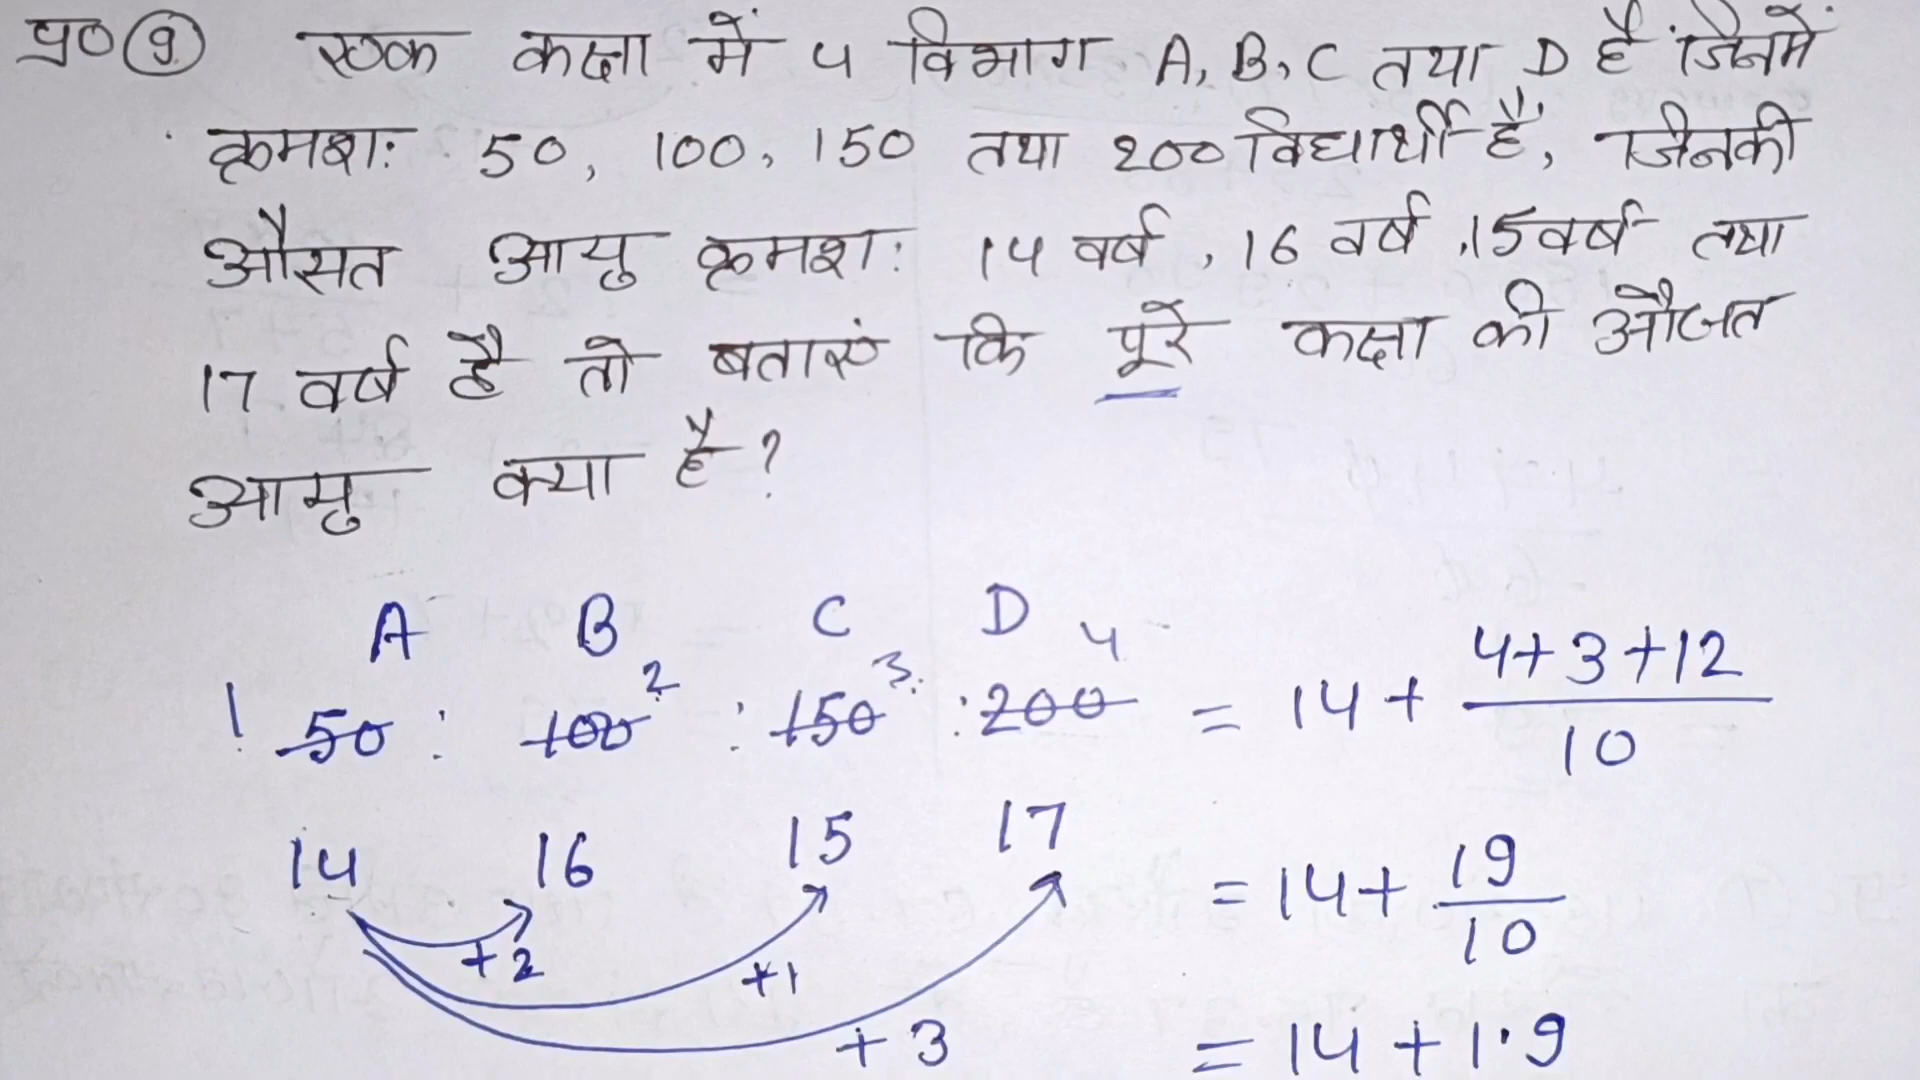 प्र० 9 एक कक्षा में 4 विभाग A, B, C तथा D है जिनमें
क्रमशः 50, 100, 150 तथा 200 विद्यार्थी है, जिनकी
औसत आयु क्रमशः 14 वर्ष, 16 वर्ष, 15 वर्ष तथा
17 वर्ष है तो बताएं कि पूरे कक्षा की औसत
आयु क्या है?
A B C D
1 50 : 100 2 : 150 3 : 200 4 = 14 + 4+3+12 / 10
14 16 15 17
= 14 + 19 / 10
+2 +1 +3
= 14 + 1.9